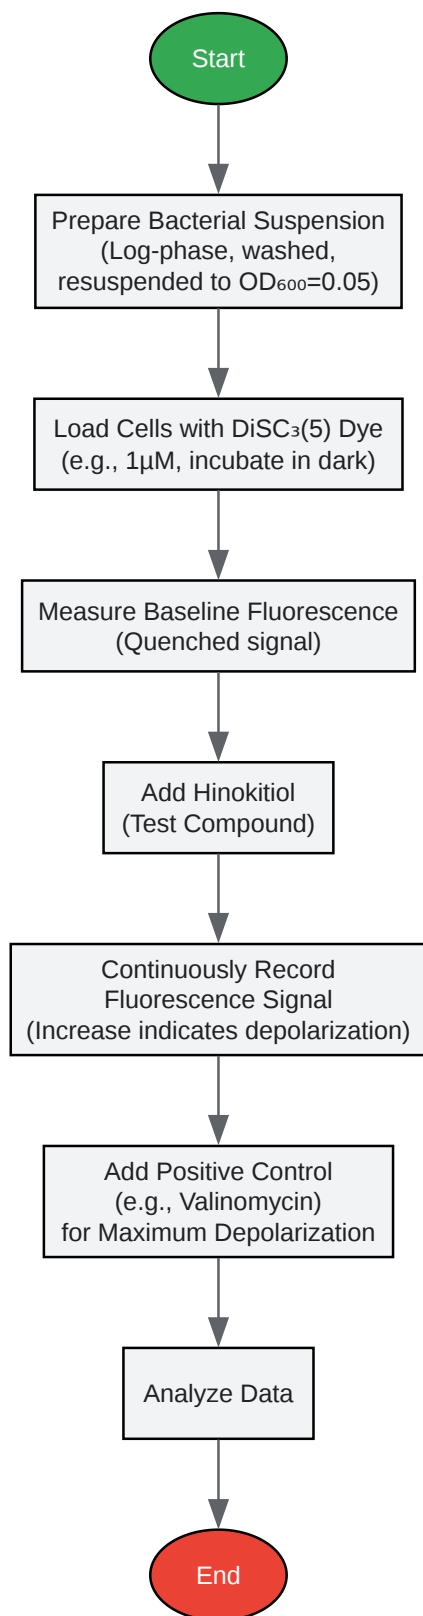 Start
Prepare Bacterial Suspension
(Log-phase, washed,
resuspended to OD₆₀₀=0.05)
Load Cells with DiSC₃(5) Dye
(e.g., 1µM, incubate in dark)
Measure Baseline Fluorescence
(Quenched signal)
Add Hinokitiol
(Test Compound)
Continuously Record
Fluorescence Signal
(Increase indicates depolarization)
Add Positive Control
(e.g., Valinomycin)
for Maximum Depolarization
Analyze Data
End